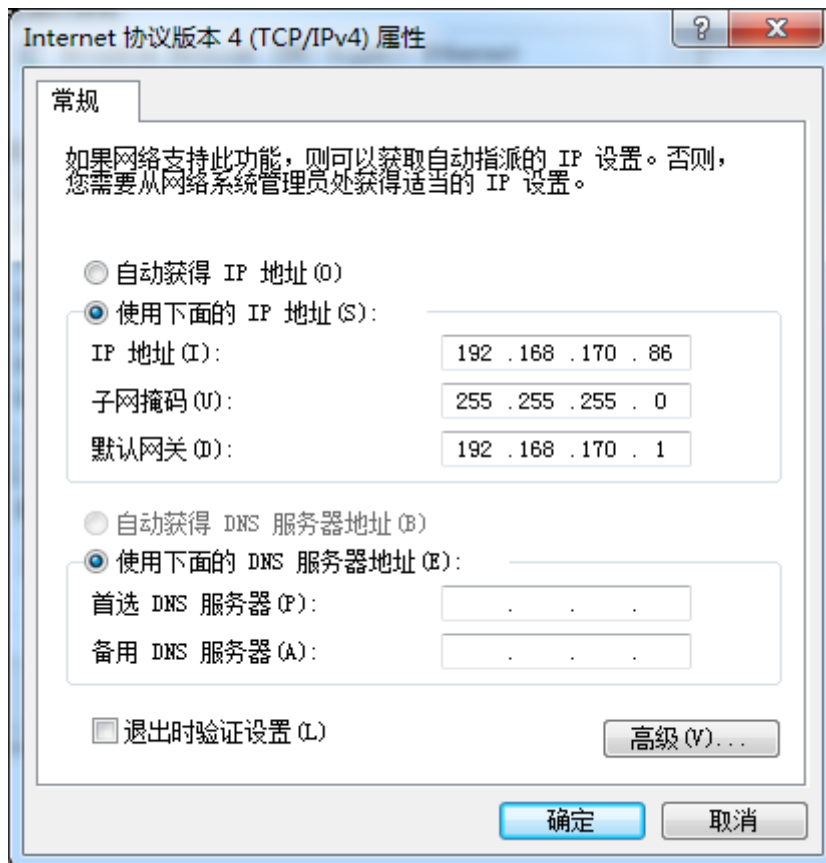 Internet 协议版本 4 (TCP/IPv4) 属性
常规
如果网络支持此功能，则可以获取自动指派的 IP 设置。否则，
您需要从网络系统管理员处获得适当的 IP 设置。
自动获得 IP 地址(O)
使用下面的 IP 地址(S):
IP 地址(I): 192 .168 .170 . 86
子网掩码(U): 255 .255 .255 . 0
默认网关(D): 192 .168 .170 . 1
自动获得 DNS 服务器地址(B)
使用下面的 DNS 服务器地址(E):
首选 DNS 服务器(P): . . .
备用 DNS 服务器(A): . . .
退出时验证设置(L)
高级(V)...
确定 取消